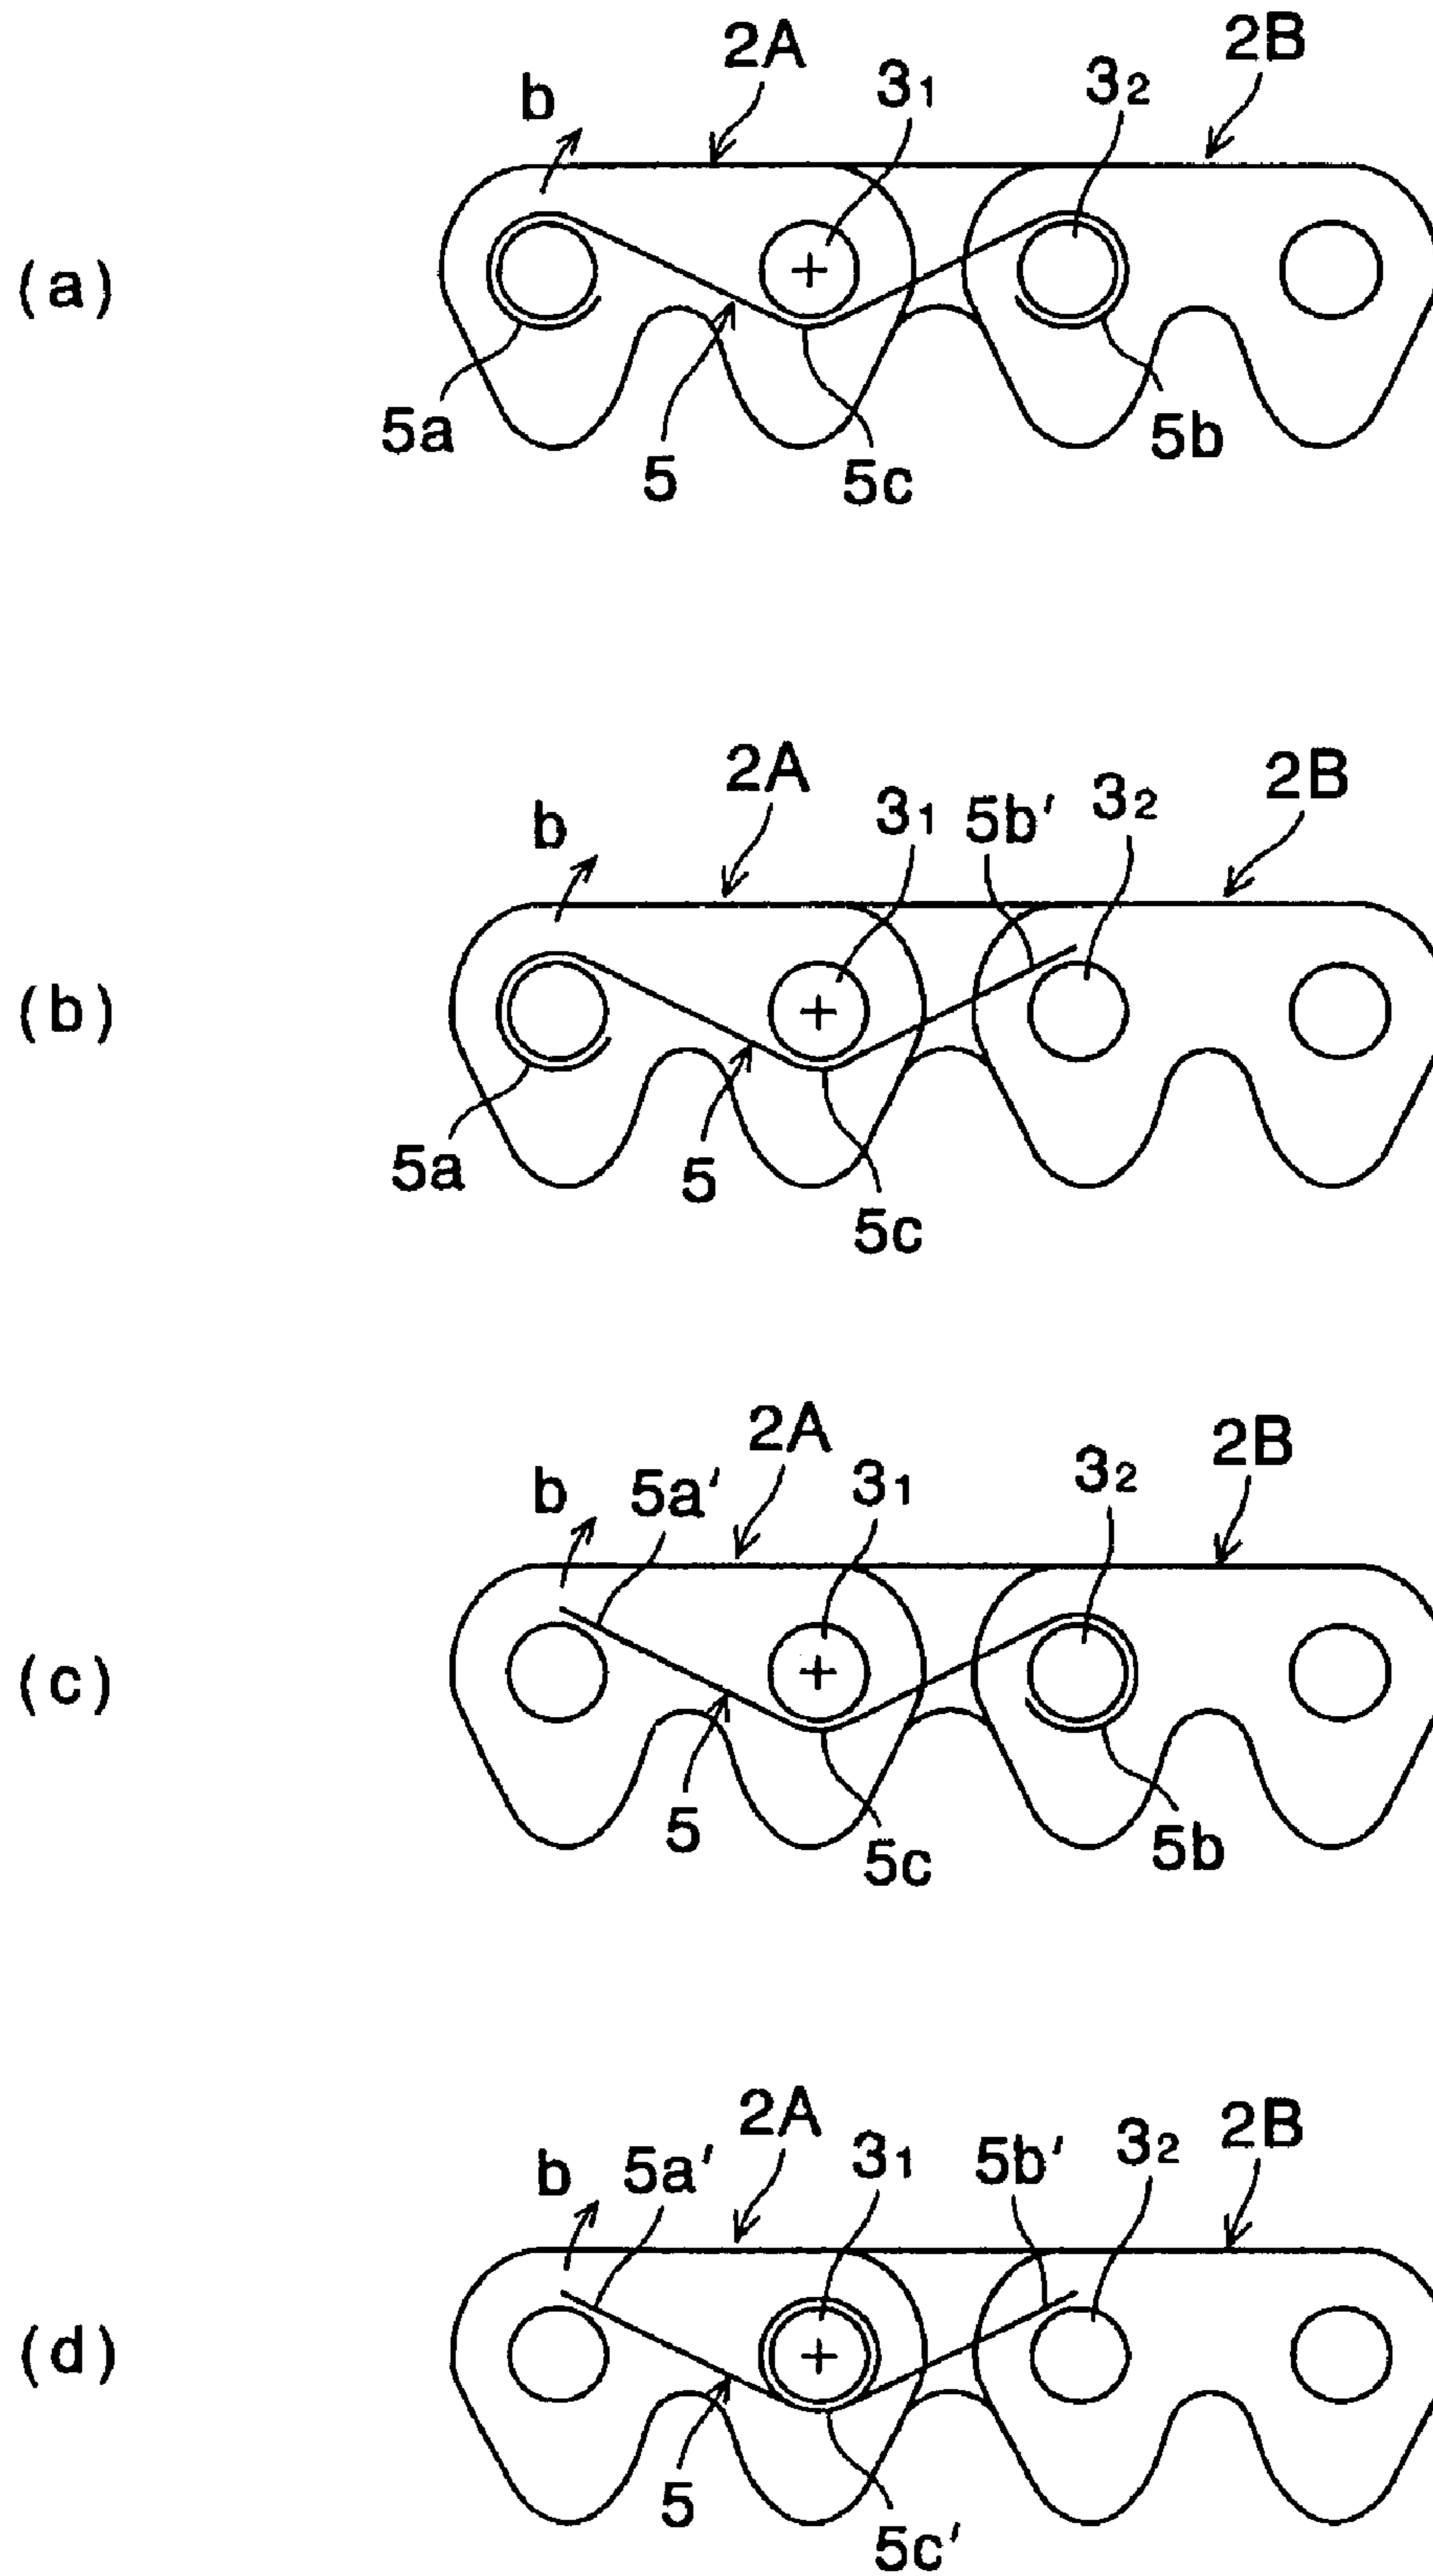 2A 2B
b 3₁ 3₂
(a)
5a 5 5c 5b
2A 2B
b 3₁ 5b′ 3₂
(b)
5a 5 5c
2A 2B
b 5a′ 3₁ 3₂
(c)
5 5c 5b
2A 2B
b 5a′ 3₁ 5b′ 3₂
(d)
5 5c′